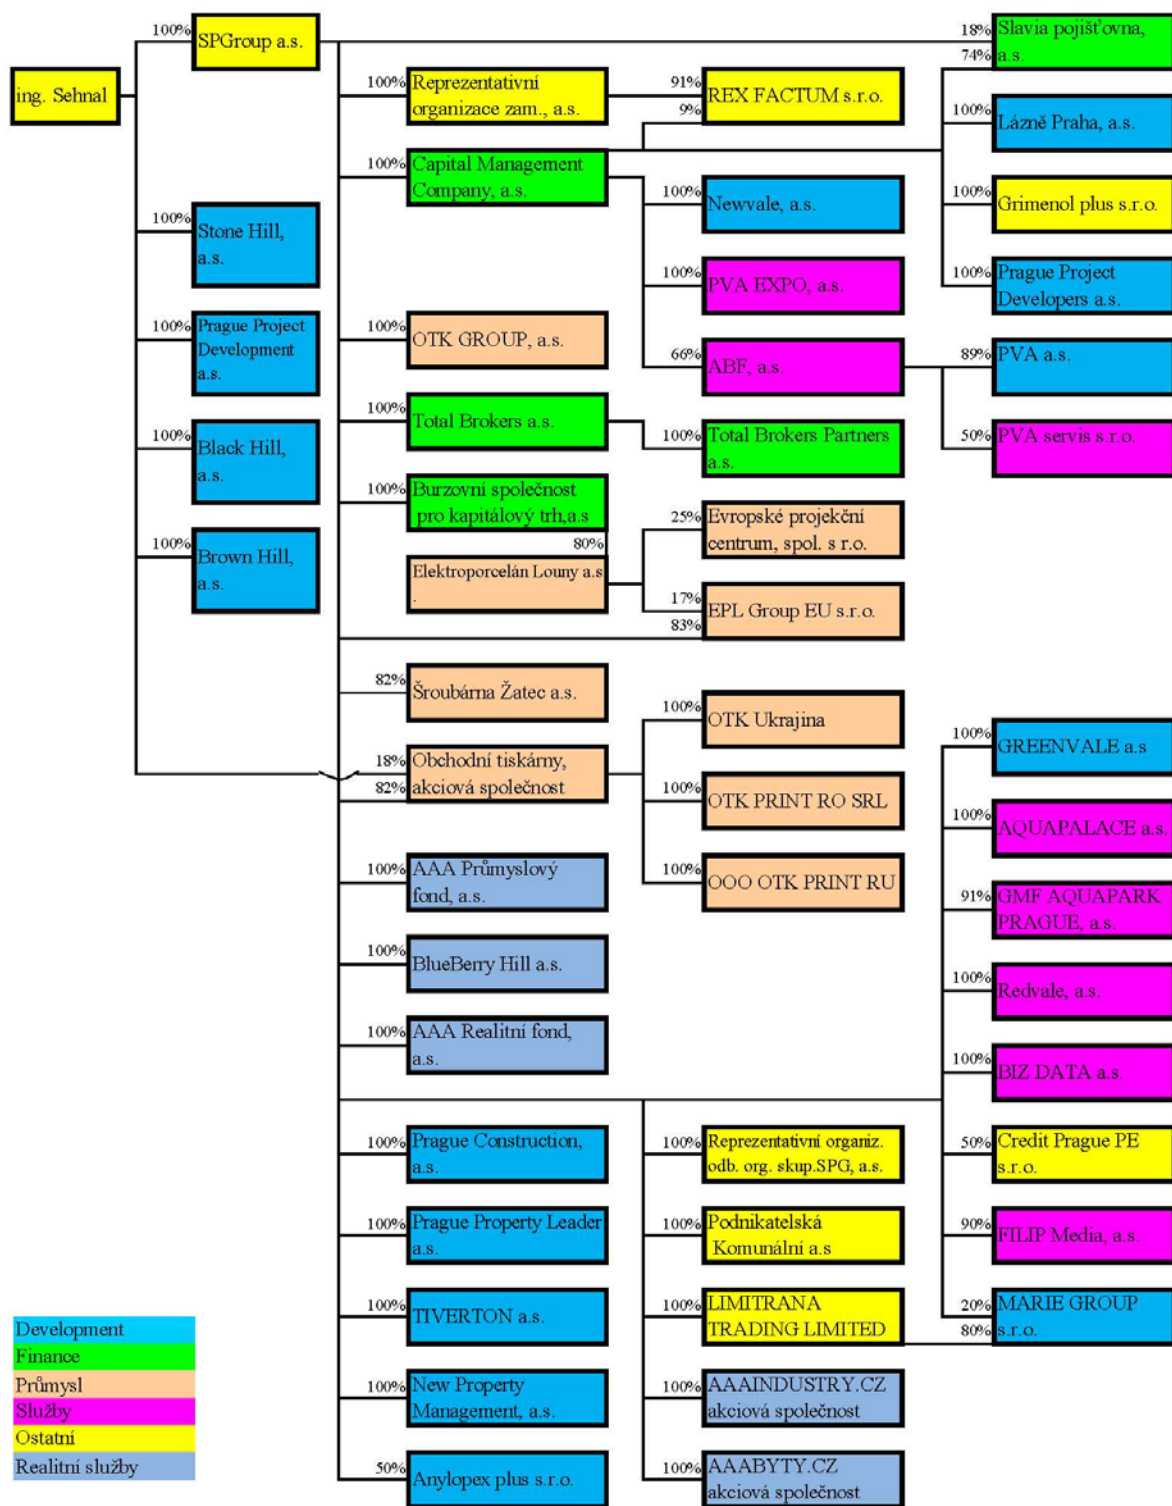 100%
SPGroup a.s.
ing. Sehnal
100%
Stone Hill,
a.s.
100%
Prague Project
Development
a.s.
100%
Black Hill,
a.s.
100%
Brown Hill,
a.s.
100%
Reprezentativní
organizace zam., a.s.
100%
Capital Management
Company, a.s.
100%
OTK GROUP, a.s.
100%
Total Brokers a.s.
100%
Burzovní společnost
pro kapitálový trh,a.s
80%
Elektroporcelán Louny a.s
.
82%
Šroubárna Žatec a.s.
18%
82%
Obchodní tiskárny,
akciová společnost
100%
AAA Průmyslový
fond, a.s.
100%
BlueBerry Hill a.s.
100%
AAA Realitní fond,
a.s.
100%
Prague Construction,
a.s.
100%
Prague Property Leader
a.s.
100%
TIVERTON a.s.
100%
New Property
Management, a.s.
50%
Anylopex plus s.r.o.
91%
9%
REX FACTUM s.r.o.
100%
Newvale, a.s.
100%
PVA EXPO, a.s.
66%
ABF, a.s.
100%
Total Brokers Partners
a.s.
25%
Evropské projekční
centrum, spol. s r.o.
17%
83%
EPL Group EU s.r.o.
100%
OTK Ukrajina
100%
OTK PRINT RO SRL
100%
OOO OTK PRINT RU
100%
Reprezentativní organiz.
odb. org. skup.SPG, a.s.
100%
Podnikatelská
Komunální a.s
100%
LIMITRANA
TRADING LIMITED
100%
AAAINDUSTRY.CZ
akciová společnost
100%
AAABYTY.CZ
akciová společnost
18%
74%
Slavia pojišťovna,
a.s.
100%
Lázně Praha, a.s.
100%
Grimenol plus s.r.o.
100%
Prague Project
Developers a.s.
89%
PVA a.s.
50%
PVA servis s.r.o.
100%
GREENVALE a.s
100%
AQUAPALACE a.s.
91%
GMF AQUAPARK
PRAGUE, a.s.
100%
Redvale, a.s.
100%
BIZ DATA a.s.
50%
Credit Prague PE
s.r.o.
90%
FILIP Media, a.s.
20%
80%
MARIE GROUP
s.r.o.
Development
Finance
Průmysl
Služby
Ostatní
Realitní služby